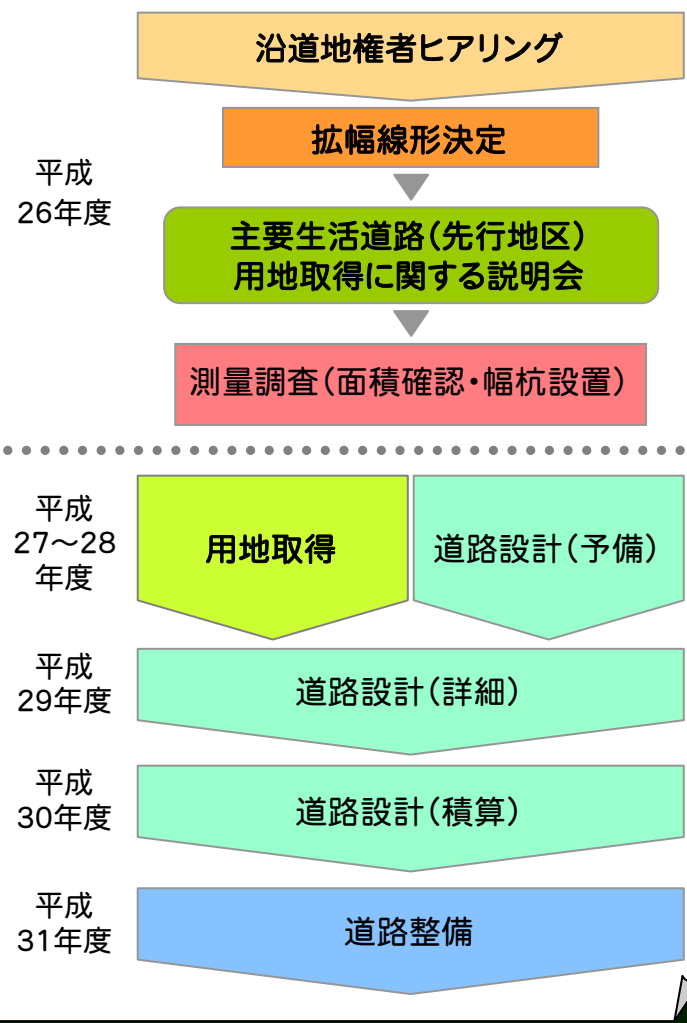 沿道地権者ヒアリング
平成
26年度
拡幅線形決定
主要生活道路（先行地区）
用地取得に関する説明会
測量調査（面積確認・幅杭設置）
平成
27～28
年度
用地取得
道路設計（予備）
平成
29年度
道路設計（詳細）
平成
30年度
道路設計（積算）
平成
31年度
道路整備